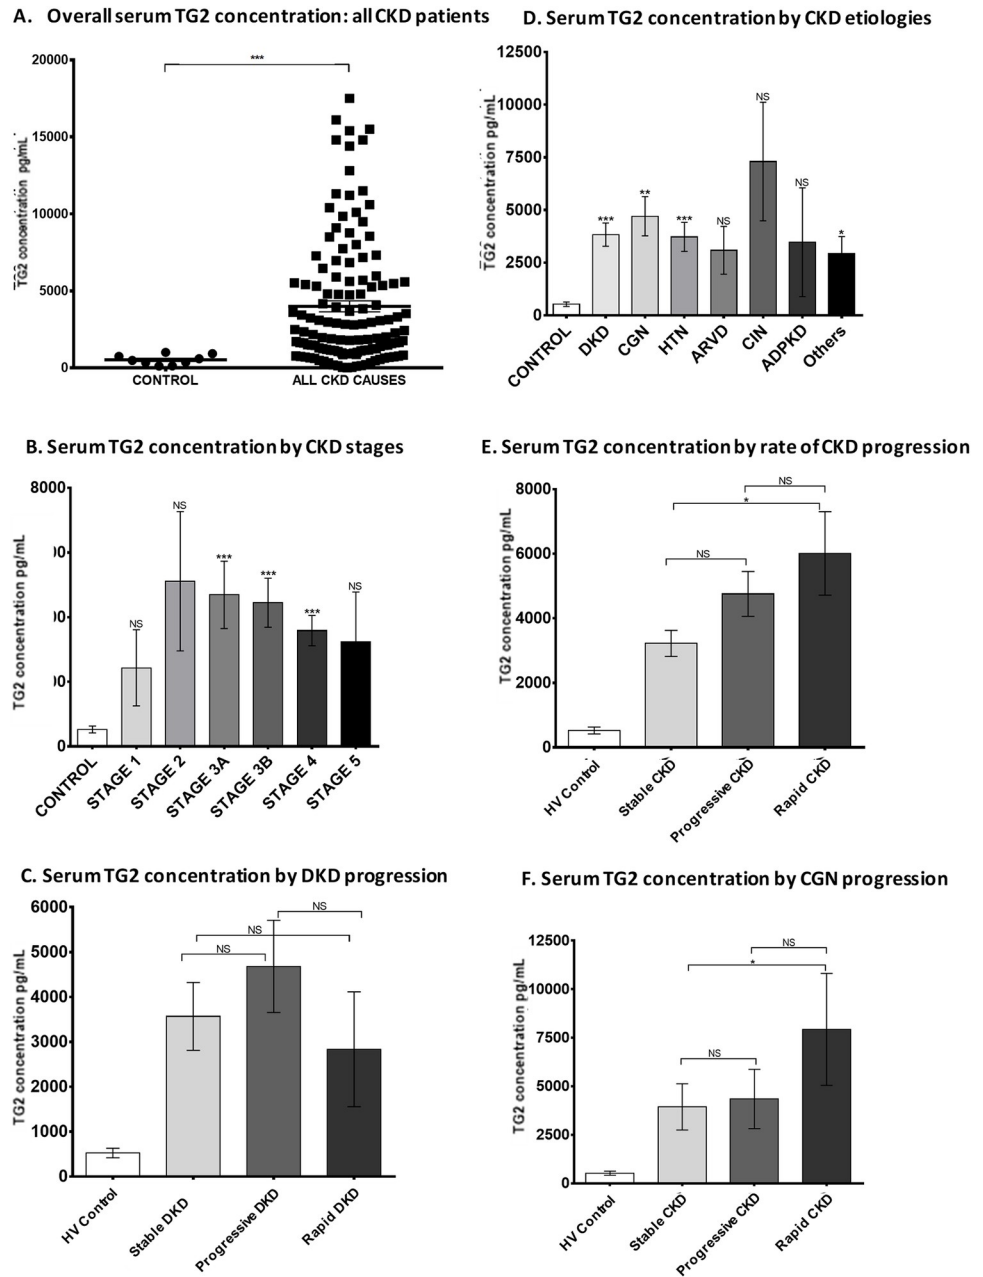 A. Overall serum TG2 concentration: all CKD patients
TG2 concentration pg/mL
20000
15000
10000
5000
0
***
CONTROL
ALL CKD CAUSES
D. Serum TG2 concentration by CKD etiologies
TG2 concentration pg/mL
12500
10000
7500
5000
2500
0
***
**
***
NS
NS
NS
*
CONTROL
DKD
CGN
HTN
ARVD
CIN
ADPKD
Others
B. Serum TG2 concentration by CKD stages
TG2 concentration pg/mL
8000
00
00
00
0
NS
NS
***
***
***
NS
CONTROL
STAGE 1
STAGE 2
STAGE 3A
STAGE 3B
STAGE 4
STAGE 5
E. Serum TG2 concentration by rate of CKD progression
TG2 concentration pg/mL
8000
6000
4000
2000
0
NS
*
NS
HV Control
Stable CKD
Progressive CKD
Rapid CKD
C. Serum TG2 concentration by DKD progression
TG2 concentration pg/mL
6000
5000
4000
3000
2000
1000
0
NS
NS
NS
HV Control
Stable DKD
Progressive DKD
Rapid DKD
F. Serum TG2 concentration by CGN progression
TG2 concentration pg/mL
12500
10000
7500
5000
2500
0
NS
*
NS
HV Control
Stable CKD
Progressive CKD
Rapid CKD